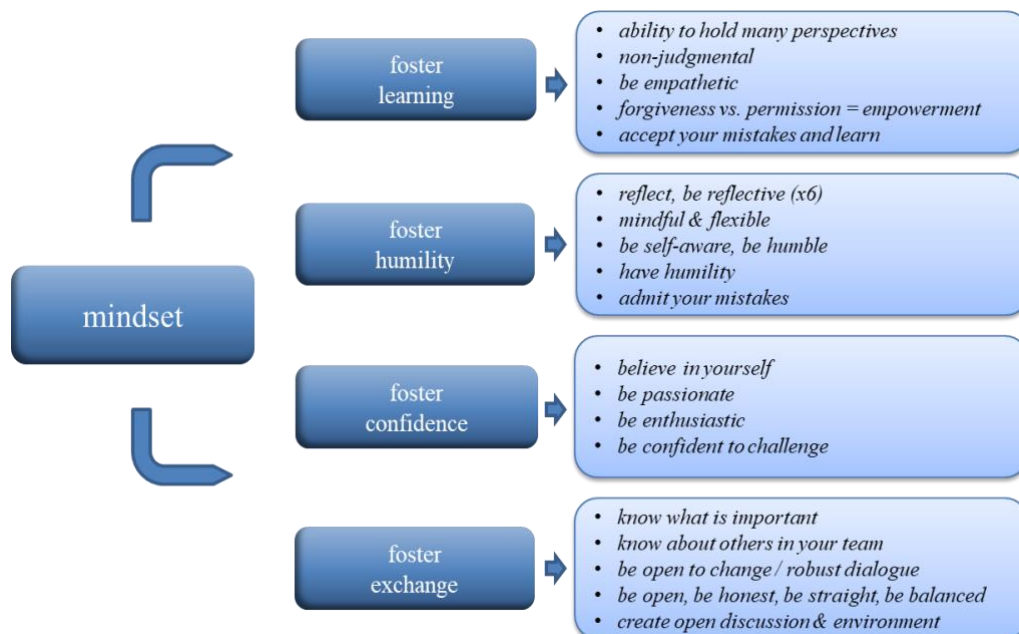 foster
learning
• ability to hold many perspectives
• non-judgmental
• be empathetic
• forgiveness vs. permission = empowerment
• accept your mistakes and learn
mindset
foster
humility
• reflect, be reflective (x6)
• mindful & flexible
• be self-aware, be humble
• have humility
• admit your mistakes
foster
confidence
• believe in yourself
• be passionate
• be enthusiastic
• be confident to challenge
foster
exchange
• know what is important
• know about others in your team
• be open to change / robust dialogue
• be open, be honest, be straight, be balanced
• create open discussion & environment